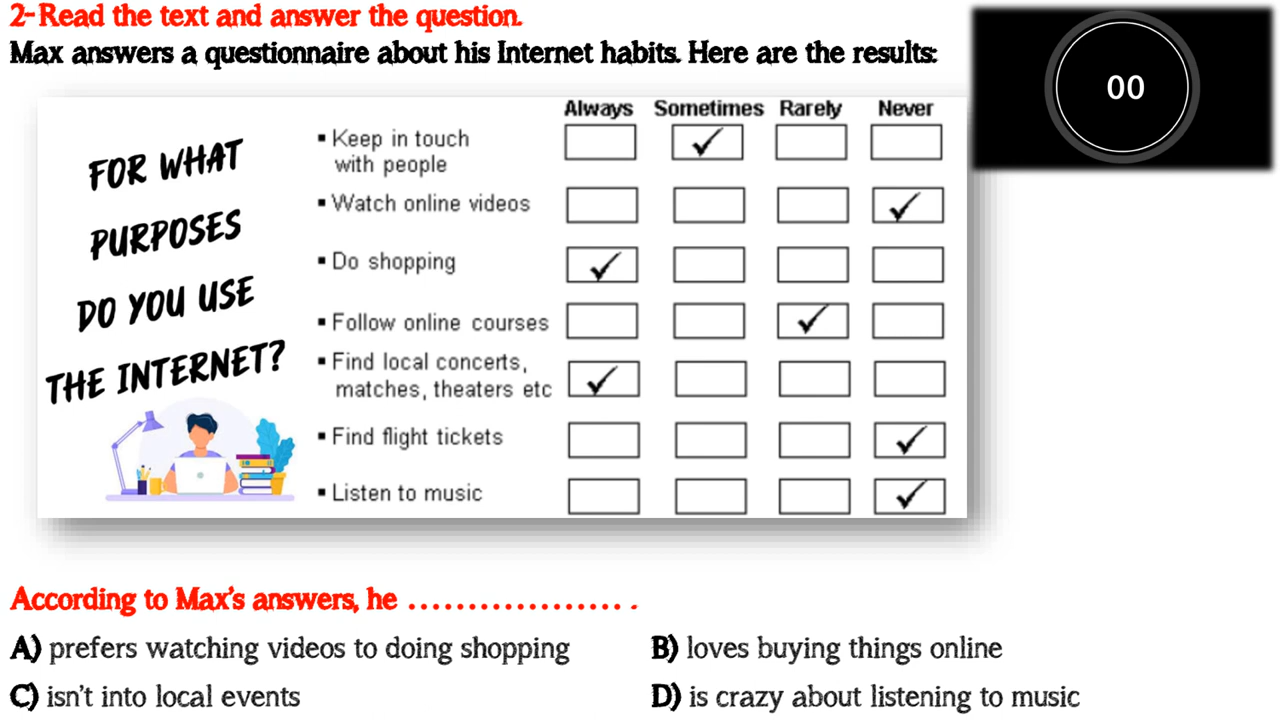 2-Read the text and answer the question.
Max answers a questionnaire about his Internet habits. Here are the results:
00
FOR WHAT
PURPOSES
DO YOU USE
THE INTERNET?
Always Sometimes Rarely Never
▪ Keep in touch
with people
▪ Watch online videos
▪ Do shopping
▪ Follow online courses
▪ Find local concerts,
matches, theaters etc
▪ Find flight tickets
▪ Listen to music
According to Max's answers, he ………………… .
A) prefers watching videos to doing shopping
B) loves buying things online
C) isn't into local events
D) is crazy about listening to music